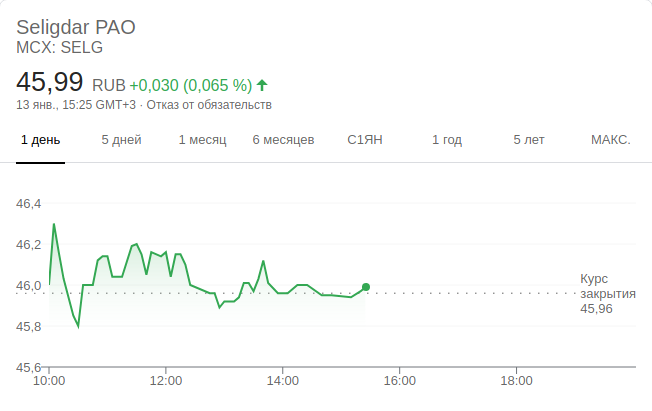 Seligdar PAO
MCX: SELG
45,99 RUB +0,030 (0,065 %)
13 янв., 15:25 GMT+3 · Отказ от обязательств
1 день 5 дней 1 месяц 6 месяцев С1ЯН 1 год 5 лет МАКС.
46,4
46,2
46,0
45,8
45,6
Курс
закрытия
45,96
10:00 12:00 14:00 16:00 18:00